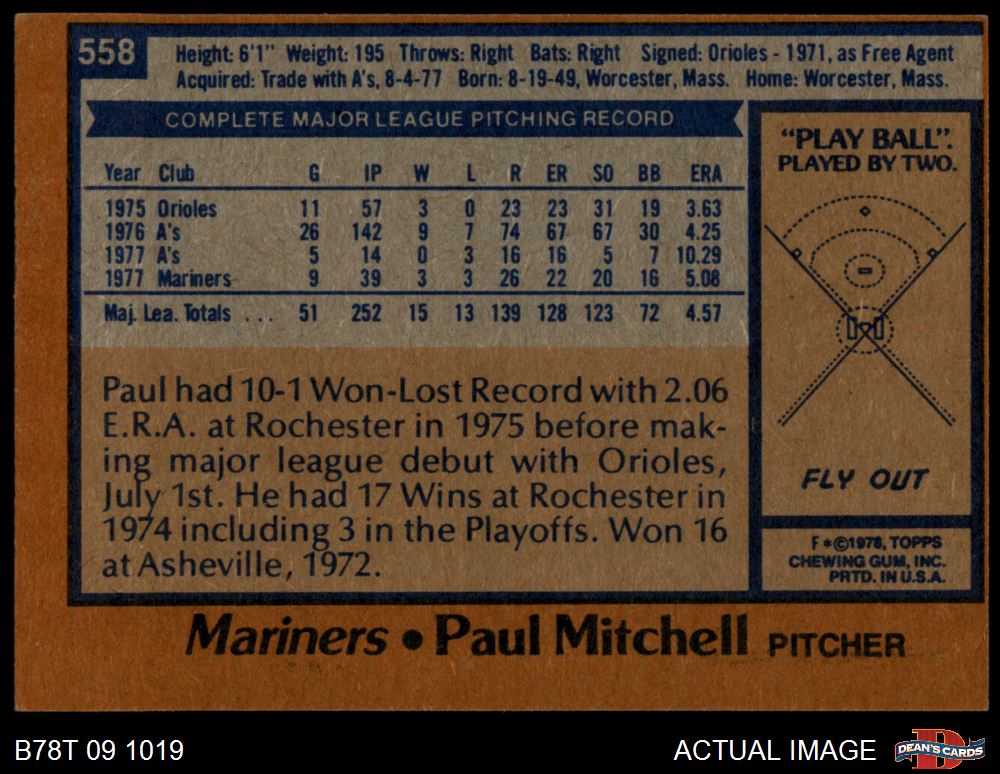 558
Height: 6'1" Weight: 195 Throws: Right Bats: Right Signed: Orioles - 1971, as Free Agent
Acquired: Trade with A's, 8-4-77 Born: 8-19-49, Worcester, Mass. Home: Worcester, Mass.
COMPLETE MAJOR LEAGUE PITCHING RECORD
Year Club G IP W L R ER SO BB ERA
1975 Orioles 11 57 3 0 23 23 31 19 3.63
1976 A's 26 142 9 7 74 67 67 30 4.25
1977 A's 5 14 0 3 16 16 5 7 10.29
1977 Mariners 9 39 3 3 26 22 20 16 5.08
Maj. Lea. Totals ... 51 252 15 13 139 128 123 72 4.57
Paul had 10-1 Won-Lost Record with 2.06
E.R.A. at Rochester in 1975 before mak-
ing major league debut with Orioles,
July 1st. He had 17 Wins at Rochester in
1974 including 3 in the Playoffs. Won 16
at Asheville, 1972.
"PLAY BALL".
PLAYED BY TWO.
FLY OUT
F*©1978, TOPPS
CHEWING GUM, INC.
PRTD. IN U.S.A.
Mariners • Paul Mitchell PITCHER
B78T 09 1019
ACTUAL IMAGE
DEAN'S CARDS